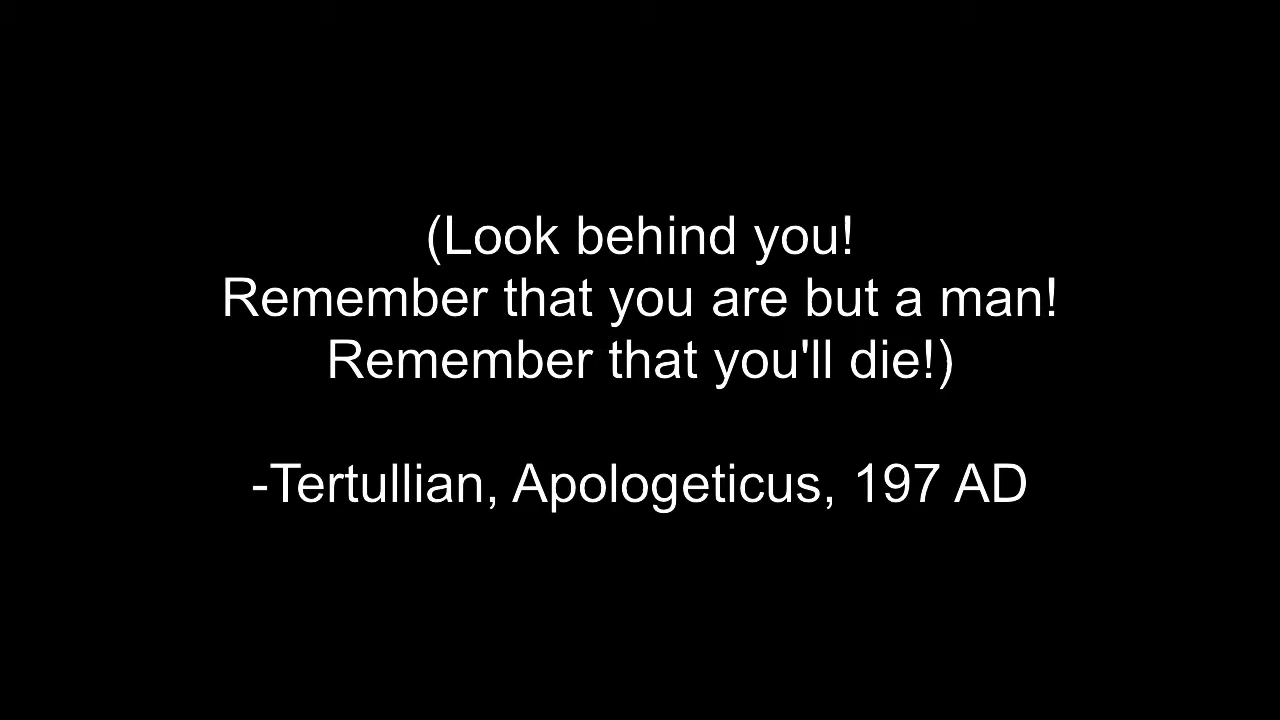 (Look behind you!
Remember that you are but a man!
Remember that you'll die!)
-Tertullian, Apologeticus, 197 AD